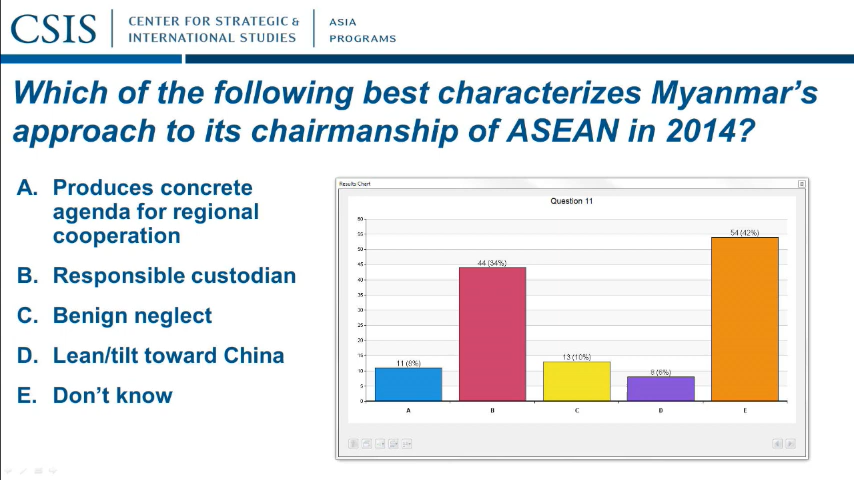 CSIS
CENTER FOR STRATEGIC &
INTERNATIONAL STUDIES
ASIA
PROGRAMS
Which of the following best characterizes Myanmar's
approach to its chairmanship of ASEAN in 2014?
A. Produces concrete
agenda for regional
cooperation
B. Responsible custodian
C. Benign neglect
D. Lean/tilt toward China
E. Don't know
Results Chart
Question 11
60
55
50
45
40
35
30
25
20
15
10
5
0
11 (8%)
44 (34%)
13 (10%)
8 (6%)
54 (42%)
A
B
C
D
E